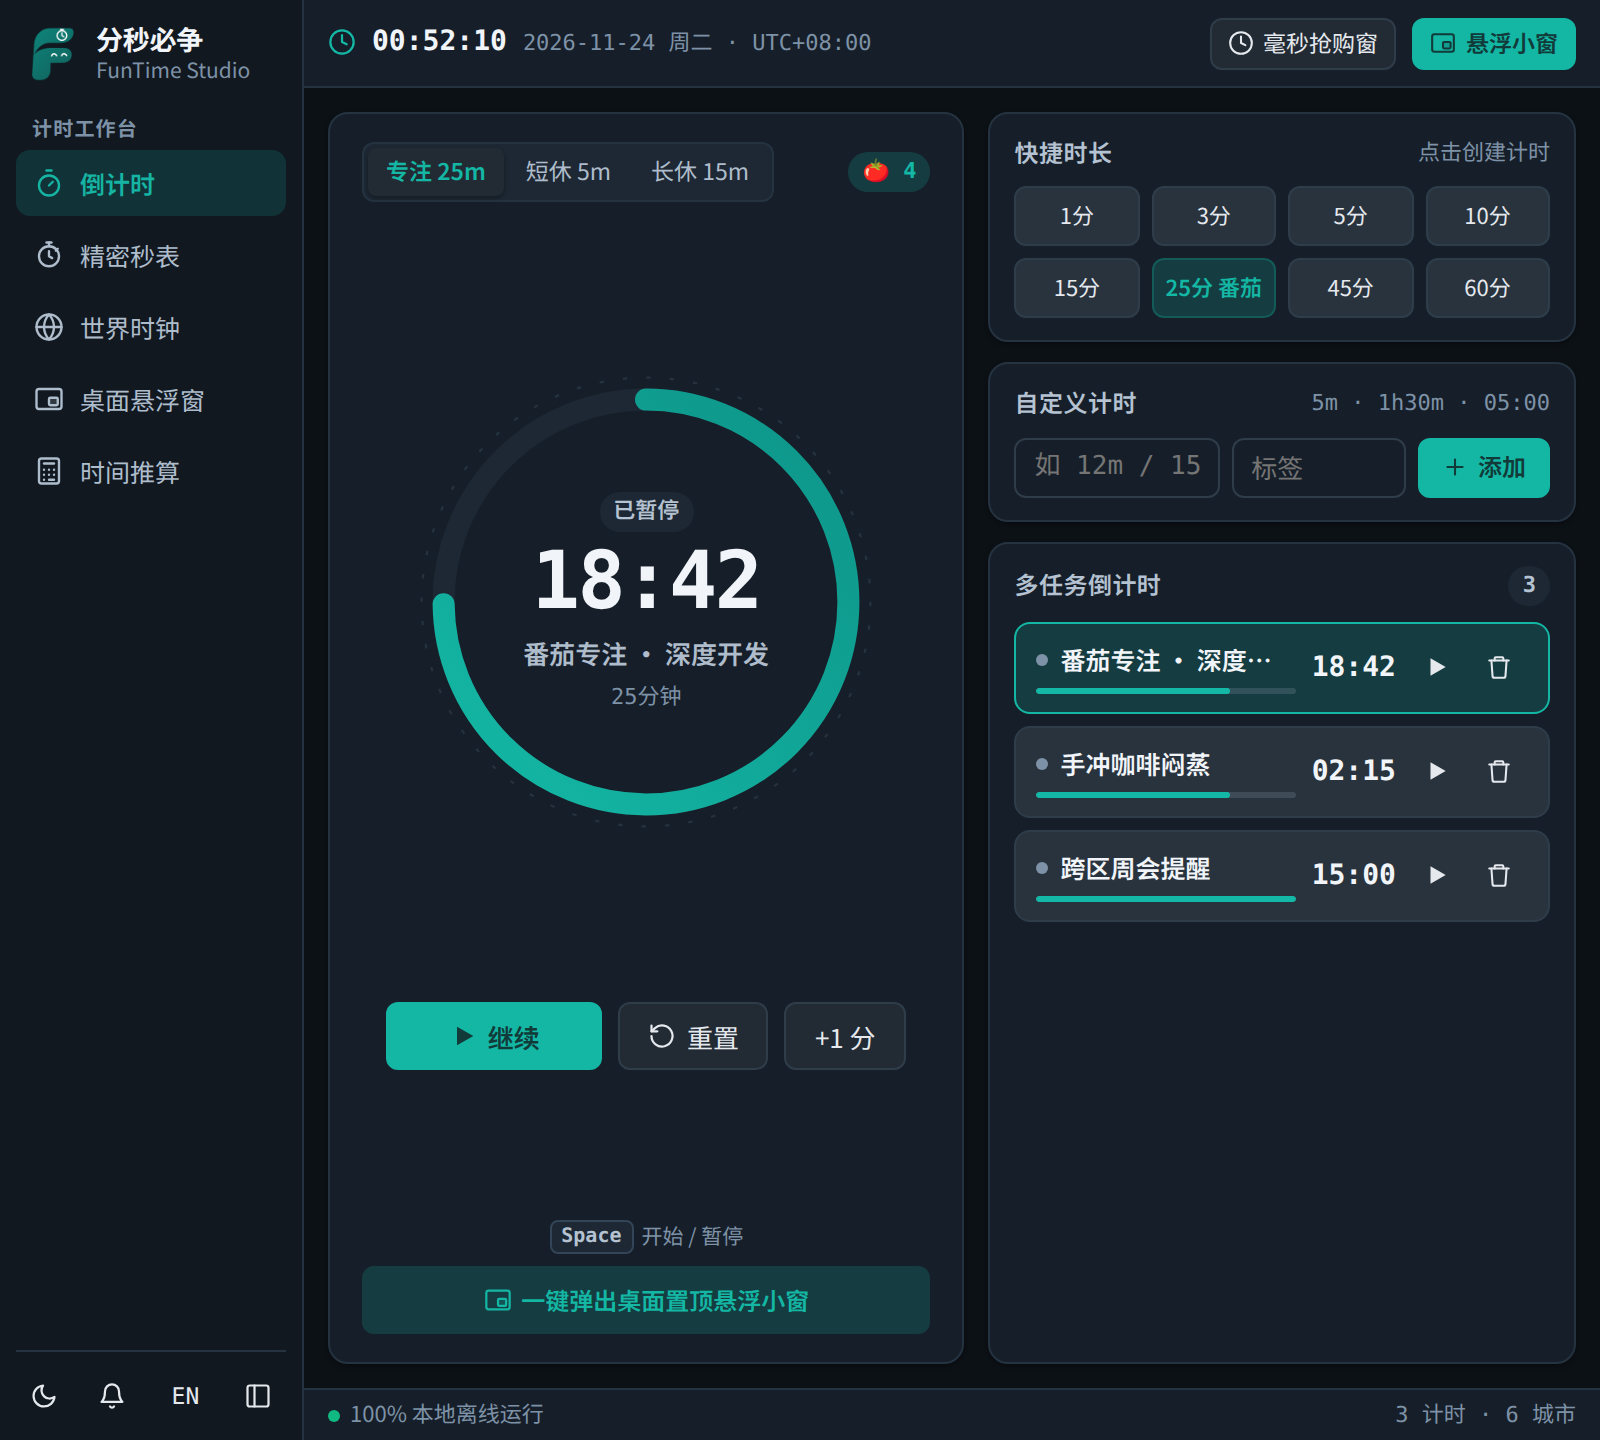 分秒必争
FunTime Studio
计时工作台
倒计时
精密秒表
世界时钟
桌面悬浮窗
时间推算
EN
00:52:10 2026-11-24 周二 · UTC+08:00
毫秒抢购窗
悬浮小窗
专注 25m
短休 5m
长休 15m
4
已暂停
18:42
番茄专注 · 深度开发
25分钟
继续
重置
+1 分
Space 开始 / 暂停
一键弹出桌面置顶悬浮小窗
快捷时长
点击创建计时
1分
3分
5分
10分
15分
25分 番茄
45分
60分
自定义计时
5m · 1h30m · 05:00
如 12m / 15
标签
添加
多任务倒计时
3
番茄专注 · 深度… 18:42
手冲咖啡闷蒸 02:15
跨区周会提醒 15:00
100% 本地离线运行
3 计时 · 6 城市